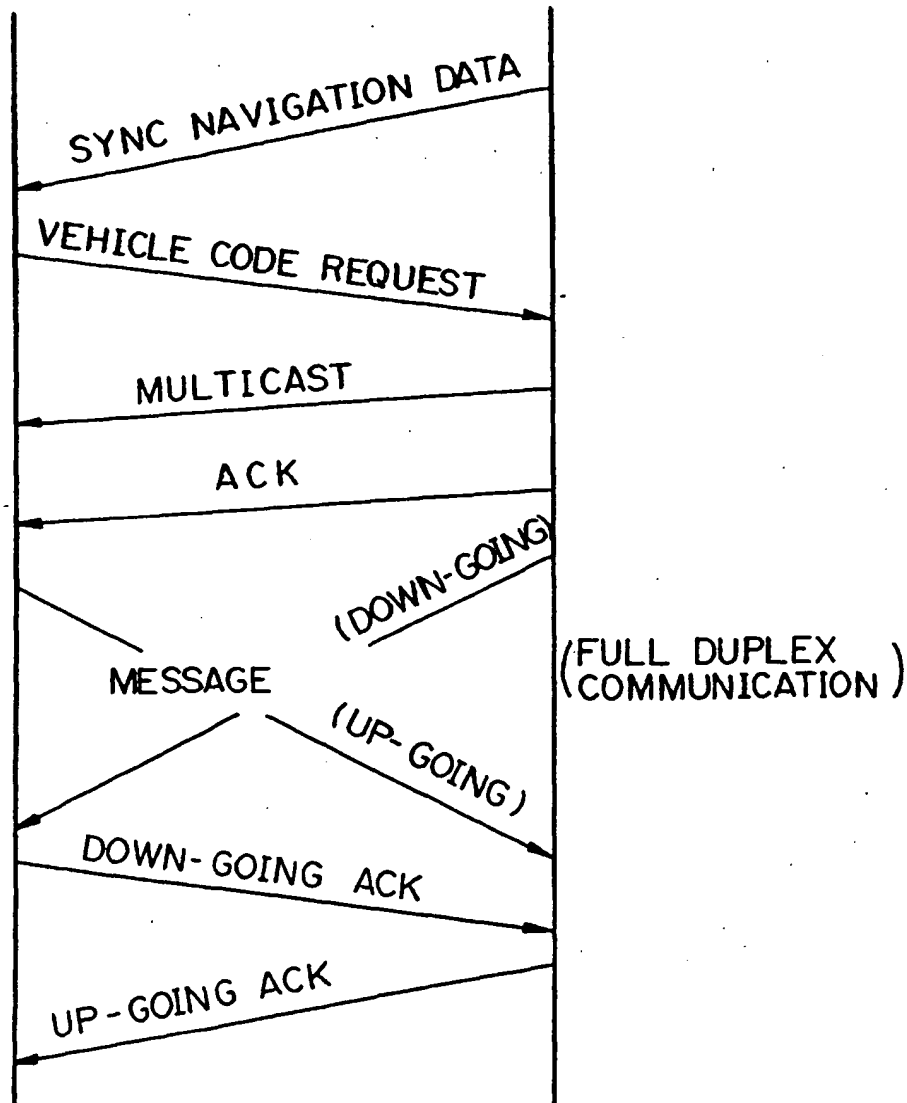 SYNC NAVIGATION DATA
VEHICLE CODE REQUEST
MULTICAST
ACK
(DOWN-GOING)
MESSAGE
(FULL DUPLEX
COMMUNICATION)
(UP-GOING)
DOWN-GOING ACK
UP-GOING ACK